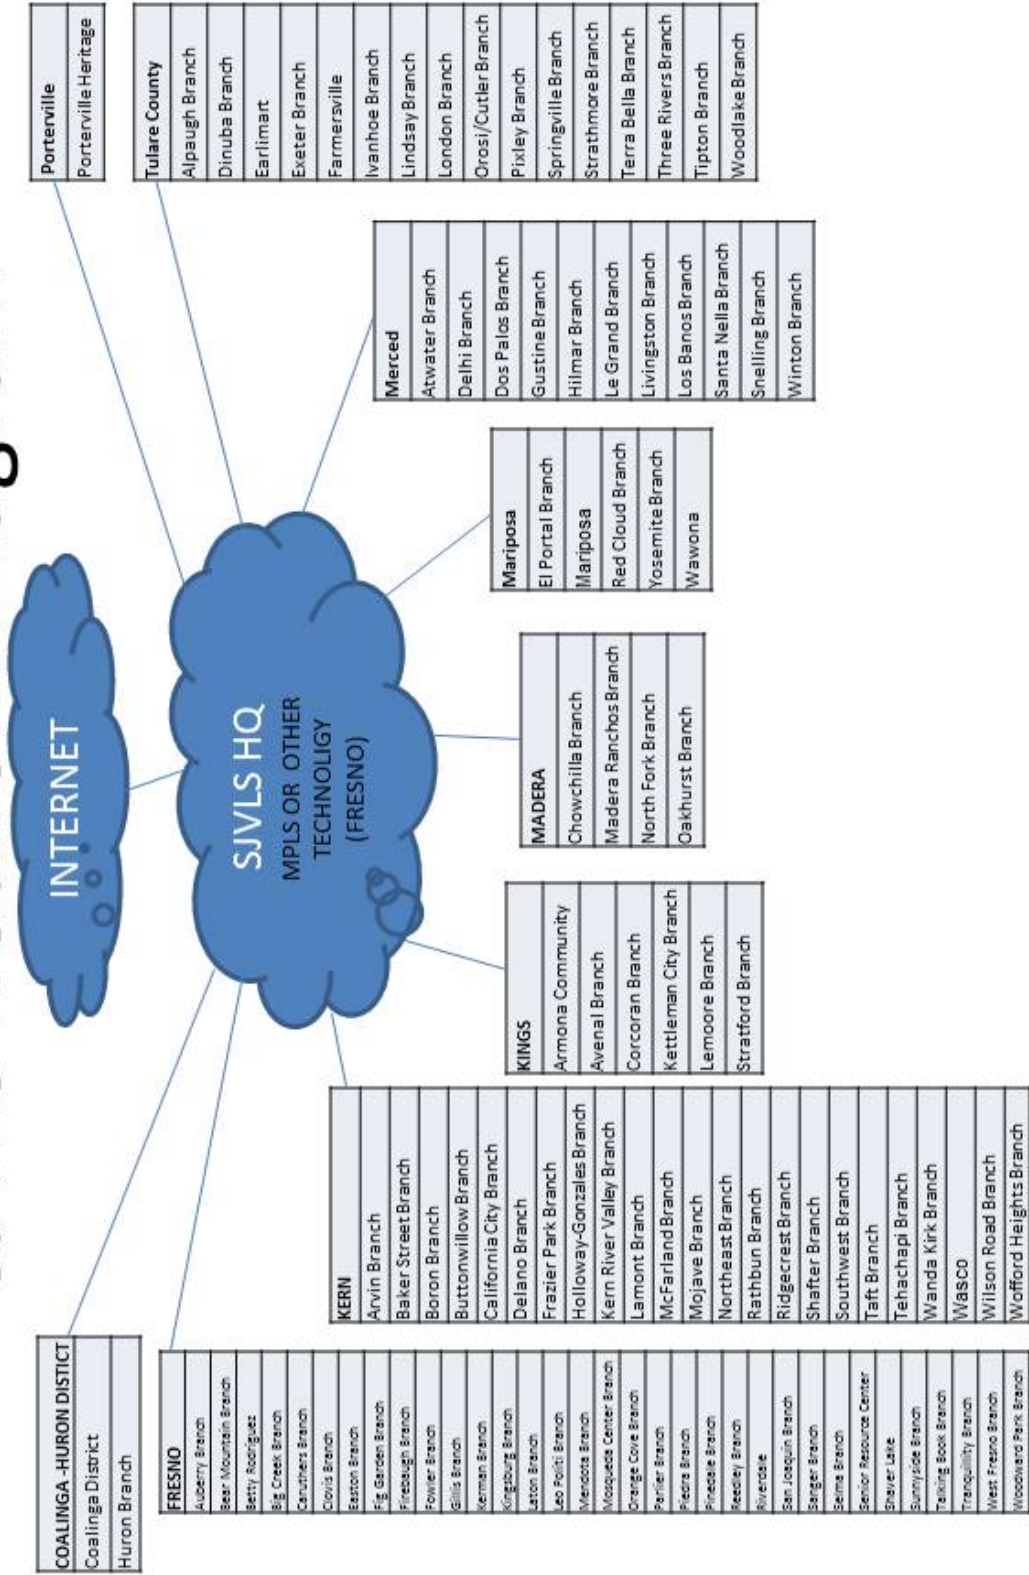 INTERNET
SJVLS HQ
MPLS OR OTHER
TECHNOLIGY
(FRESNO)
COALINGA -HURON DISTICT
Coalinga District
Huron Branch
FRESNO
Auberry Branch
Bear Mountain Branch
Betty Rodriguez
Big Creek Branch
Caruthers Branch
Clovis Branch
Easton Branch
Fig Garden Branch
Firebaugh Branch
Fowler Branch
Gillis Branch
Kerman Branch
Kingsburg Branch
Laton Branch
Leo Politi Branch
Mendota Branch
Mosqueda Center Branch
Orange Cove Branch
Parlier Branch
Piedra Branch
Pinedale Branch
Reedley Branch
Riverdale
San Joaquin Branch
Sanger Branch
Selma Branch
Senior Resource Center
Shaver Lake
Sunnyside Branch
Talking Book Branch
Tranquillity Branch
West Fresno Branch
Woodward Park Branch
KERN
Arvin Branch
Baker Street Branch
Boron Branch
Buttonwillow Branch
California City Branch
Delano Branch
Frazier Park Branch
Holloway-Gonzales Branch
Kern River Valley Branch
Lamont Branch
McFarland Branch
Mojave Branch
Northeast Branch
Rathbun Branch
Ridgecrest Branch
Shafter Branch
Southwest Branch
Taft Branch
Tehachapi Branch
Wanda Kirk Branch
Wasco
Wilson Road Branch
Wofford Heights Branch
KINGS
Armona Community
Avenal Branch
Corcoran Branch
Kettleman City Branch
Lemoore Branch
Stratford Branch
MADERA
Chowchilla Branch
Madera Ranchos Branch
North Fork Branch
Oakhurst Branch
Mariposa
El Portal Branch
Mariposa
Red Cloud Branch
Yosemite Branch
Wawona
Merced
Atwater Branch
Delhi Branch
Dos Palos Branch
Gustine Branch
Hilmar Branch
Le Grand Branch
Livingston Branch
Los Banos Branch
Santa Nella Branch
Snelling Branch
Winton Branch
Tulare County
Alpaugh Branch
Dinuba Branch
Earlimart
Exeter Branch
Farmersville
Ivanhoe Branch
Lindsay Branch
London Branch
Orosi/Cutler Branch
Pixley Branch
Springville Branch
Strathmore Branch
Terra Bella Branch
Three Rivers Branch
Tipton Branch
Woodlake Branch
Porterville
Porterville Heritage